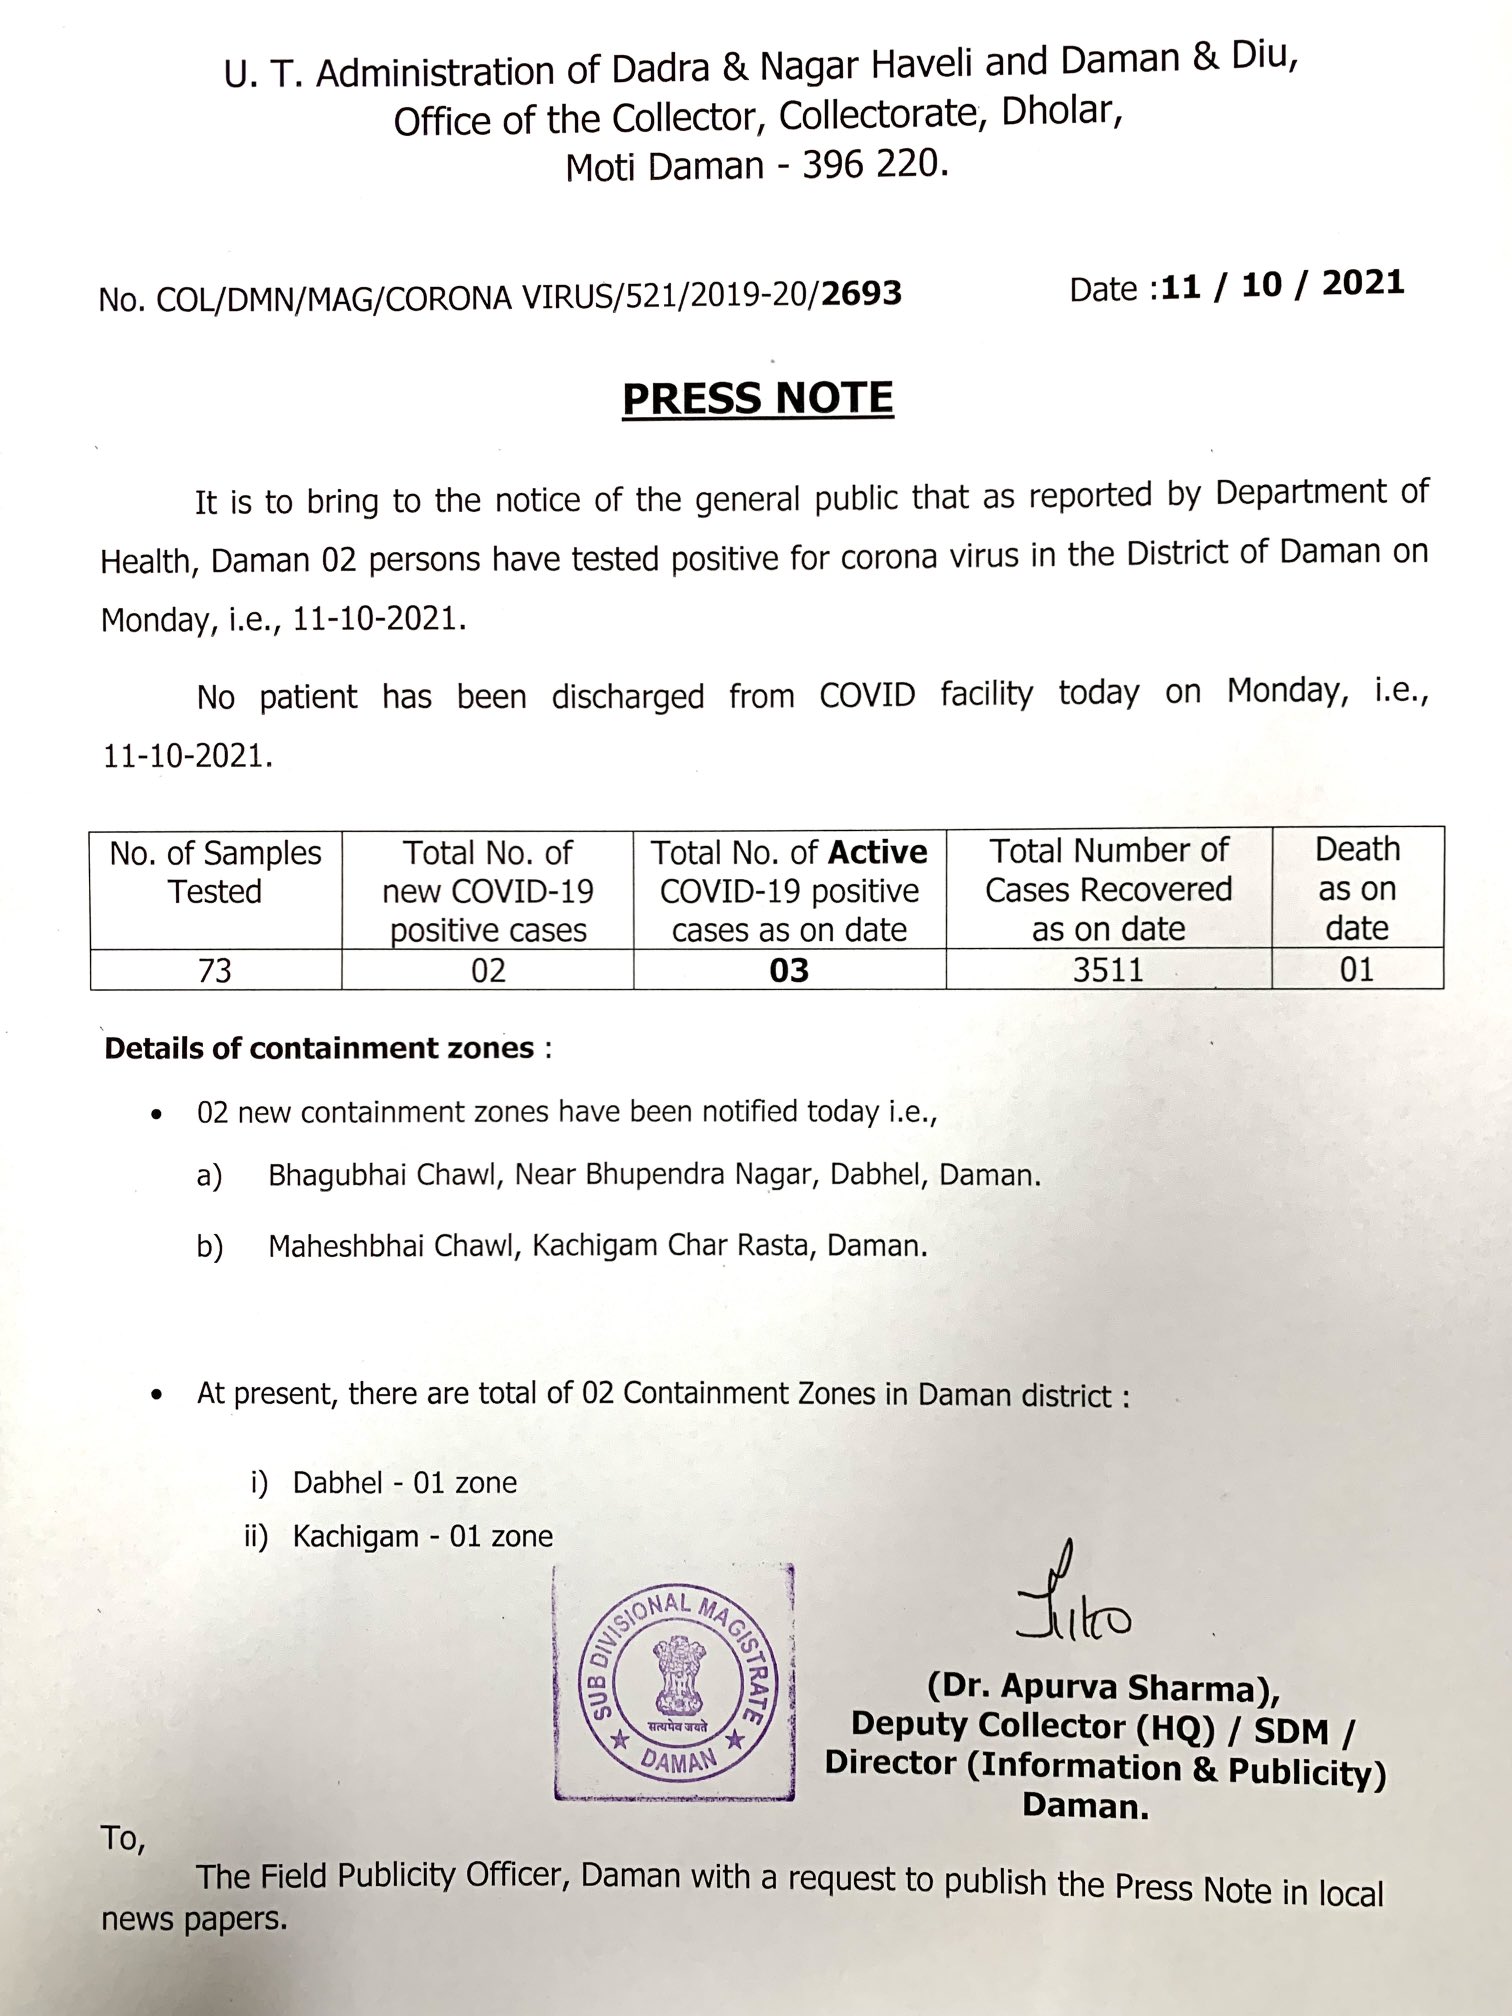 U. T. Administration of Dadra & Nagar Haveli and Daman & Diu,
Office of the Collector, Collectorate, Dholar,
Moti Daman - 396 220.
No. COL/DMN/MAG/CORONA VIRUS/521/2019-20/2693 Date :11 / 10 / 2021
PRESS NOTE
It is to bring to the notice of the general public that as reported by Department of
Health, Daman 02 persons have tested positive for corona virus in the District of Daman on
Monday, i.e., 11-10-2021.
No patient has been discharged from COVID facility today on Monday, i.e.,
11-10-2021.
No. of Samples Total No. of Total No. of Active Total Number of Death
Tested new COVID-19 COVID-19 positive Cases Recovered as on
positive cases cases as on date as on date date
73 02 03 3511 01
Details of containment zones :
• 02 new containment zones have been notified today i.e.,
a) Bhagubhai Chawl, Near Bhupendra Nagar, Dabhel, Daman.
b) Maheshbhai Chawl, Kachigam Char Rasta, Daman.
• At present, there are total of 02 Containment Zones in Daman district :
i) Dabhel - 01 zone
ii) Kachigam - 01 zone
SUB DIVISIONAL MAGISTRATE
सत्यमेव जयते
★ DAMAN ★
(Dr. Apurva Sharma),
Deputy Collector (HQ) / SDM /
Director (Information & Publicity)
Daman.
To,
The Field Publicity Officer, Daman with a request to publish the Press Note in local
news papers.